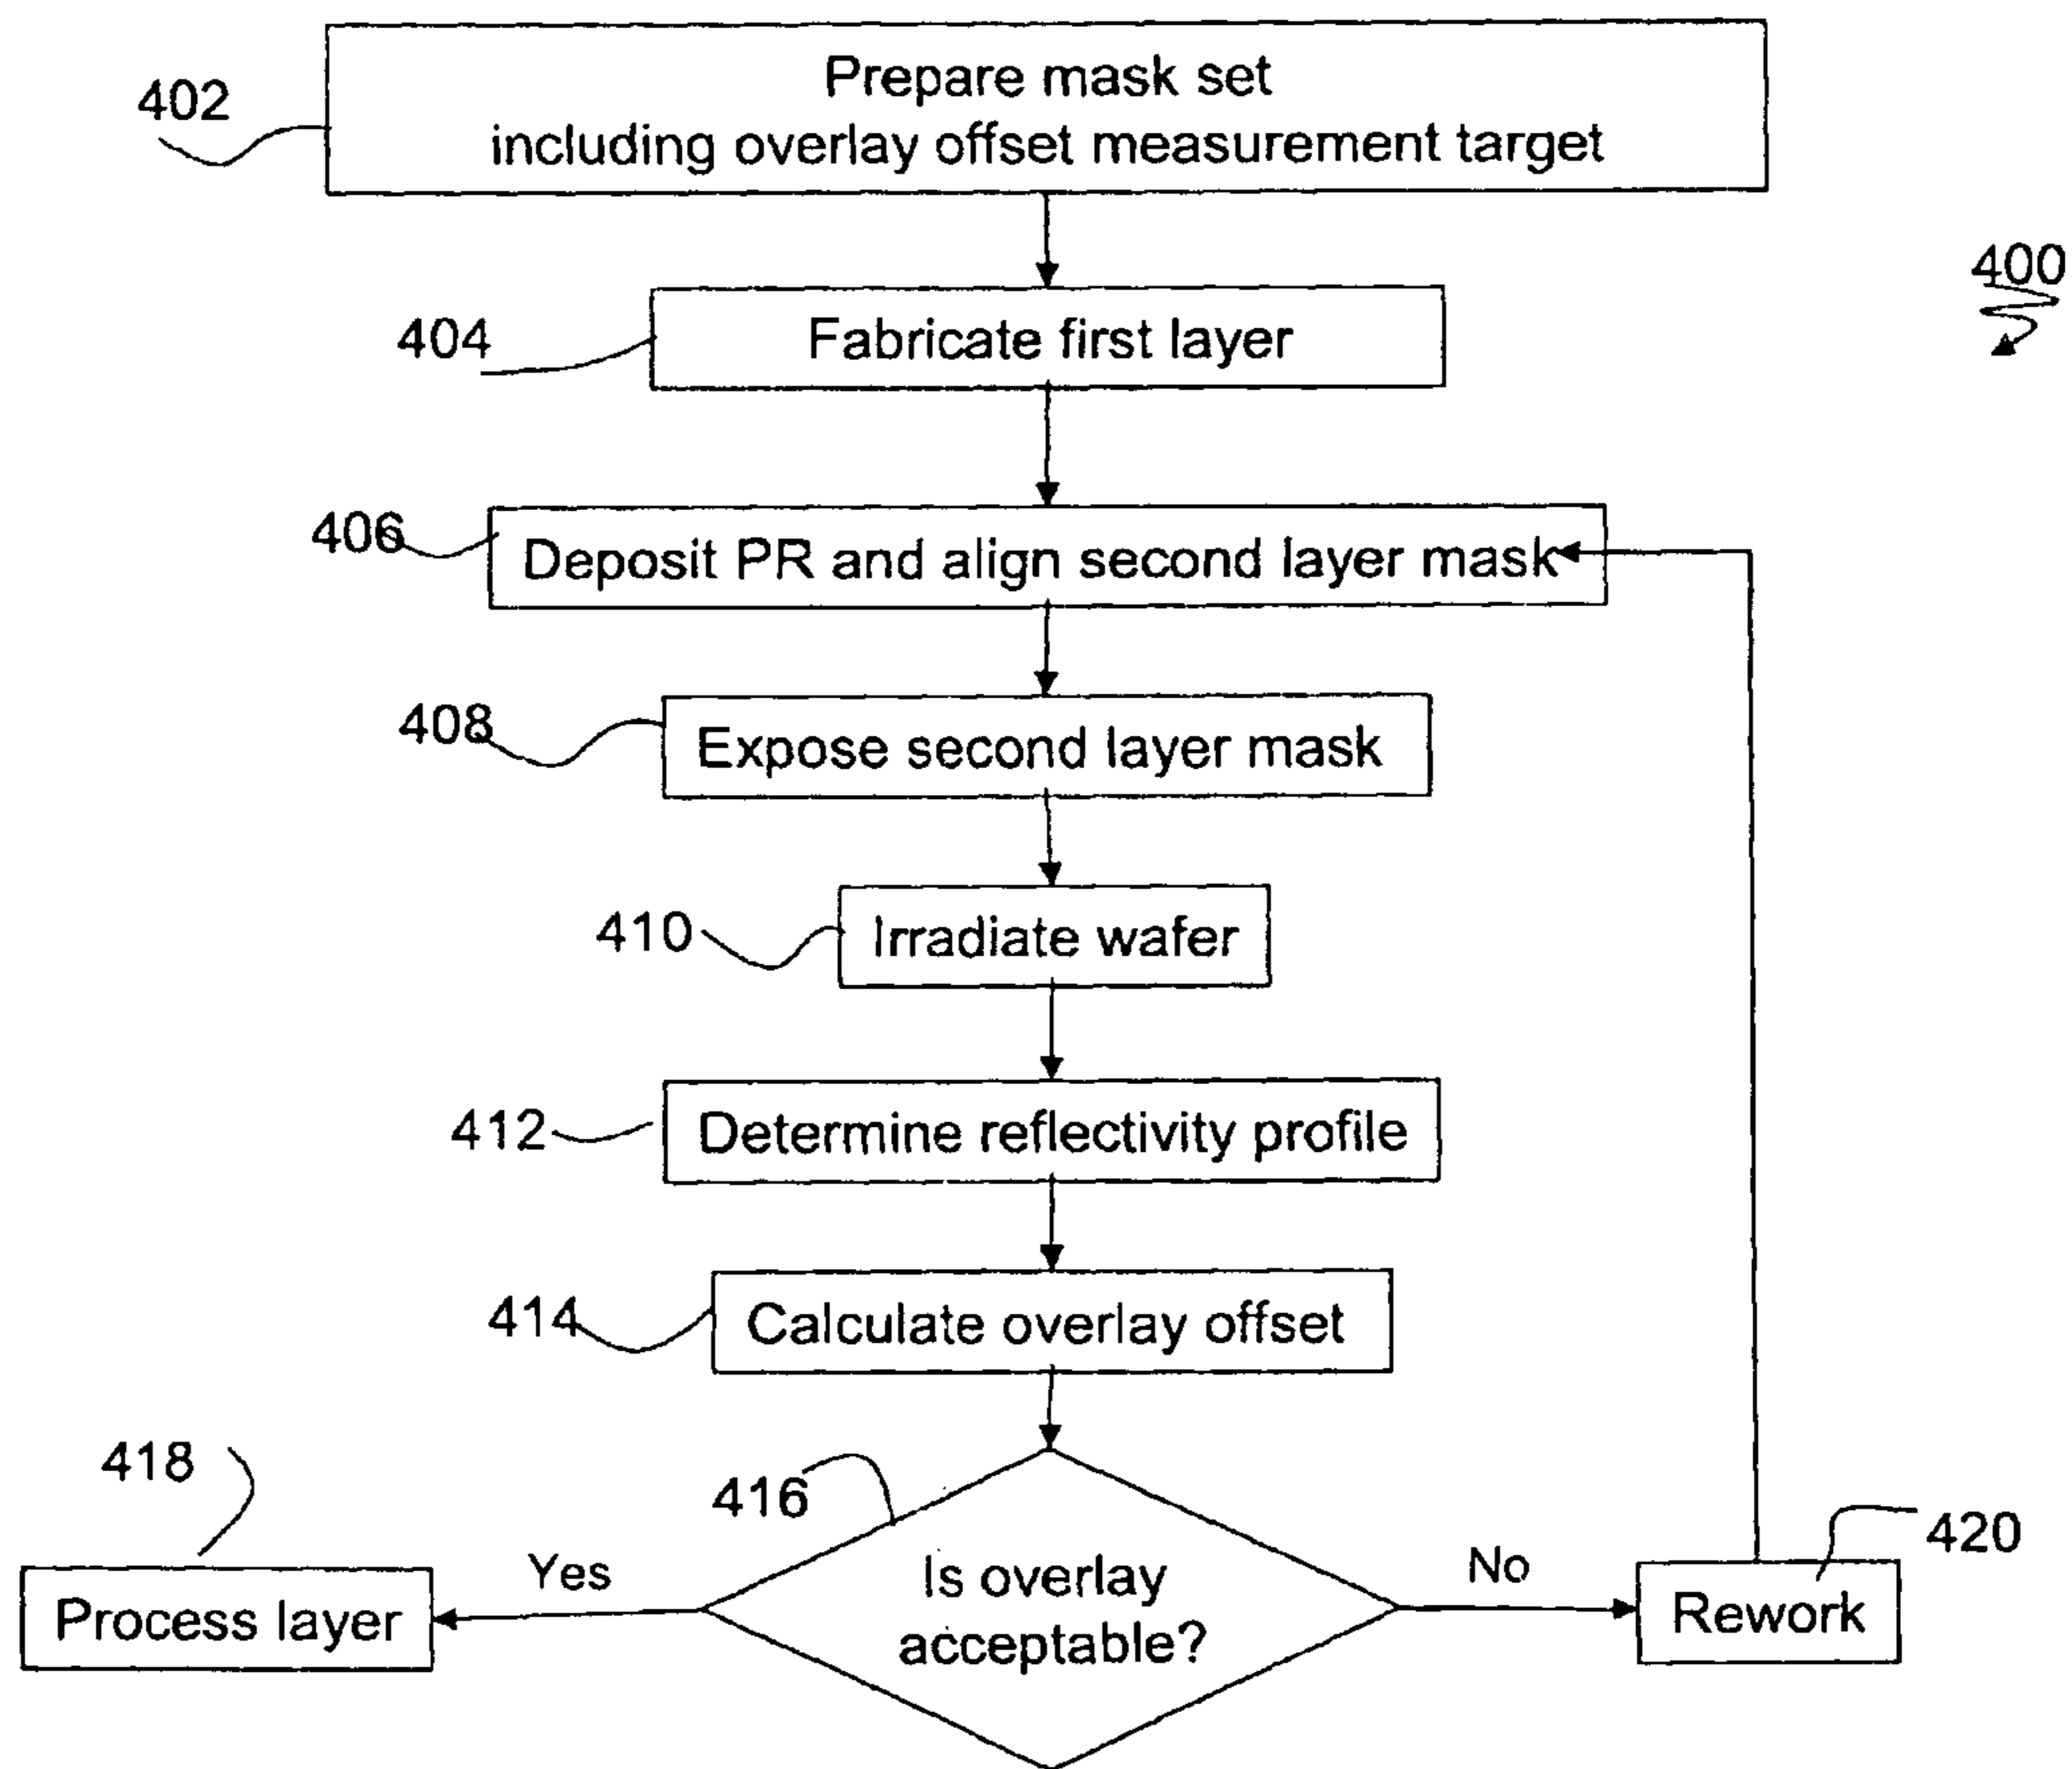 402
Prepare mask set
including overlay offset measurement target
400
404
Fabricate first layer
406
Deposit PR and align second layer mask
408
Expose second layer mask
410
Irradiate wafer
412
Determine reflectivity profile
414
Calculate overlay offset
418
416
420
Yes
No
Process layer
Is overlay
acceptable?
Rework